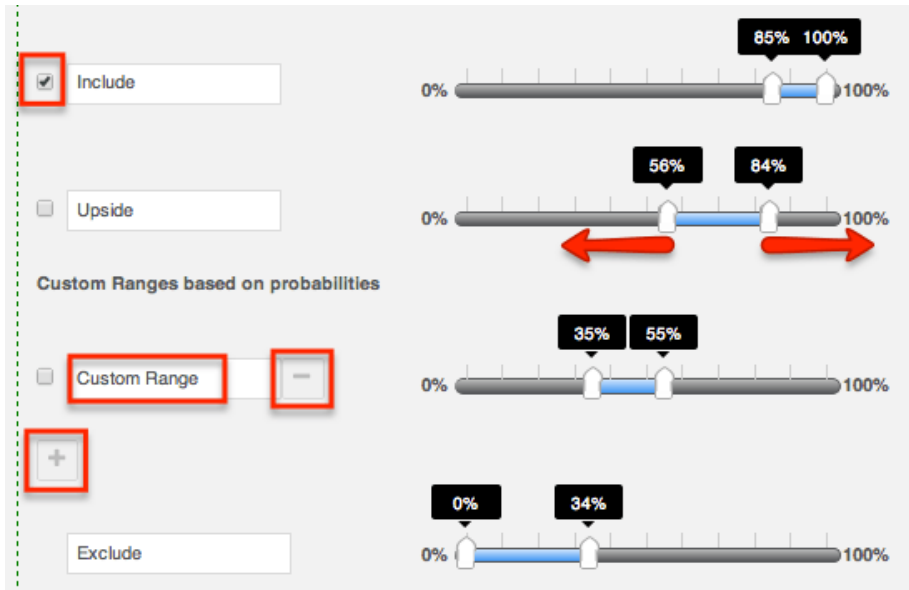 85% 100%
Include
0% 100%
56% 84%
Upside
0% 100%
Custom Ranges based on probabilities
35% 55%
Custom Range
0% 100%
0% 34%
Exclude
0% 100%